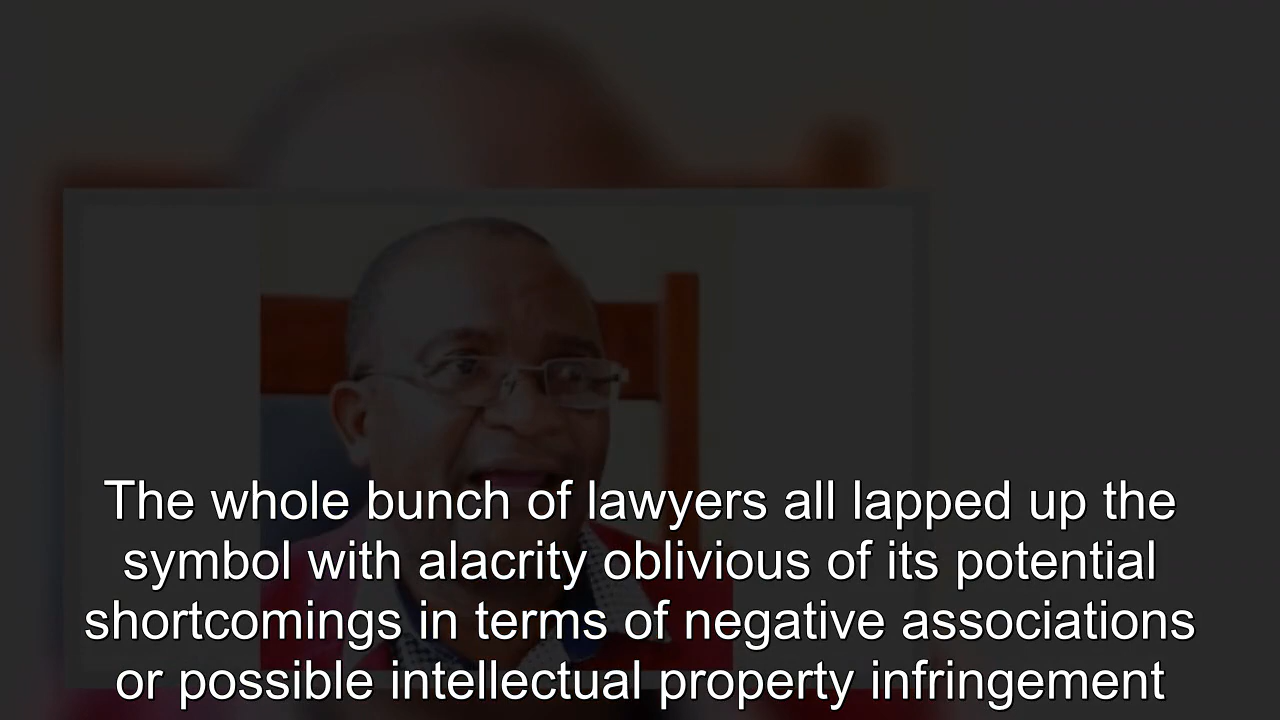 The whole bunch of lawyers all lapped up the
symbol with alacrity oblivious of its potential
shortcomings in terms of negative associations
or possible intellectual property infringement